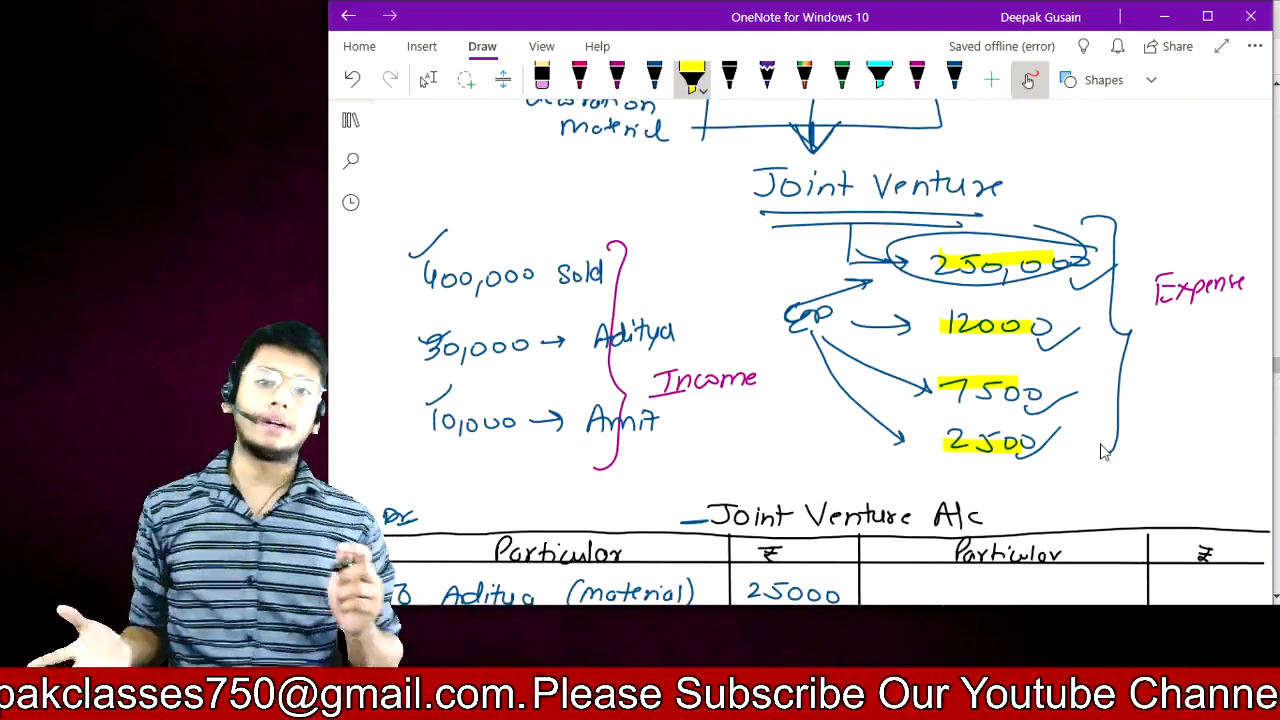 OneNote for Windows 10
Deepak Gusain
Home Insert Draw View Help
Saved offline (error)
Share
Shapes
material
Joint Venture
400,000 sold
250,000
Expense
12000
30,000 → Aditya
Income
7500
10,000 → Amit
2500
Dr
Joint Venture A/c
Particular ₹ Particular ₹
Aditya (material) 25000
pakclasses750@gmail.com. Please Subscribe Our Youtube Channe